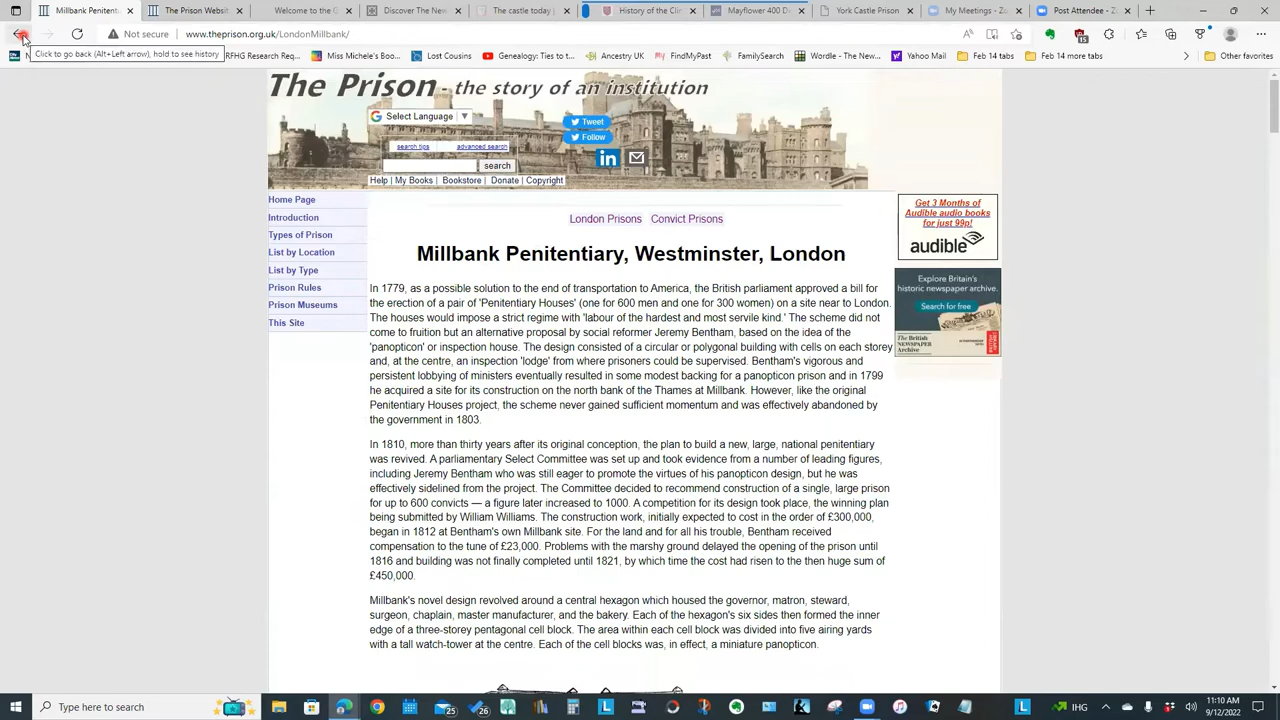 Millbank Penitenti
The Prison Websit
Welcome to the G
Discover The New
The castle today |
History of the Clin
Mayflower 400 Doc
York Castle Prison
My Meetings - Zo
Post Attendee - Z
Not secure
www.theprison.org.uk/LondonMillbank/
Click to go back (Alt+Left arrow), hold to see history
RFHG Research Req...
Miss Michele's Boo...
Lost Cousins
Genealogy: Ties to t...
Ancestry UK
FindMyPast
FamilySearch
Wordle - The New...
Yahoo Mail
Feb 14 tabs
Feb 14 more tabs
Other favorites
15
The Prison - the story of an institution
Select Language
Tweet
Follow
search tips
advanced search
search
in
Help | My Books | Bookstore | Donate | Copyright
Home Page
Introduction
Types of Prison
List by Location
List by Type
Prison Rules
Prison Museums
This Site
London Prisons Convict Prisons
Millbank Penitentiary, Westminster, London
In 1779, as a possible solution to the end of transportation to America, the British parliament approved a bill for
the erection of a pair of 'Penitentiary Houses' (one for 600 men and one for 300 women) on a site near to London.
The houses would impose a strict regime with 'labour of the hardest and most servile kind.' The scheme did not
come to fruition but an alternative proposal by social reformer Jeremy Bentham, based on the idea of the
'panopticon' or inspection house. The design consisted of a circular or polygonal building with cells on each storey
and, at the centre, an inspection 'lodge' from where prisoners could be supervised. Bentham's vigorous and
persistent lobbying of ministers eventually resulted in some modest backing for a panopticon prison and in 1799
he acquired a site for its construction on the north bank of the Thames at Millbank. However, like the original
Penitentiary Houses project, the scheme never gained sufficient momentum and was effectively abandoned by
the government in 1803.
In 1810, more than thirty years after its original conception, the plan to build a new, large, national penitentiary
was revived. A parliamentary Select Committee was set up and took evidence from a number of leading figures,
including Jeremy Bentham who was still eager to promote the virtues of his panopticon design, but he was
effectively sidelined from the project. The Committee decided to recommend construction of a single, large prison
for up to 600 convicts — a figure later increased to 1000. A competition for its design took place, the winning plan
being submitted by William Williams. The construction work, initially expected to cost in the order of £300,000,
began in 1812 at Bentham's own Millbank site. For the land and for all his trouble, Bentham received
compensation to the tune of £23,000. Problems with the marshy ground delayed the opening of the prison until
1816 and building was not finally completed until 1821, by which time the cost had risen to the then huge sum of
£450,000.
Millbank's novel design revolved around a central hexagon which housed the governor, matron, steward,
surgeon, chaplain, master manufacturer, and the bakery. Each of the hexagon's six sides then formed the inner
edge of a three-storey pentagonal cell block. The area within each cell block was divided into five airing yards
with a tall watch-tower at the centre. Each of the cell blocks was, in effect, a miniature panopticon.
Get 3 Months of
Audible audio books
for just 99p!
audible
Explore Britain's
historic newspaper archive.
Search for free
The British
Newspaper
Archive
Type here to search
25
26
IHG
11:10 AM
9/12/2022